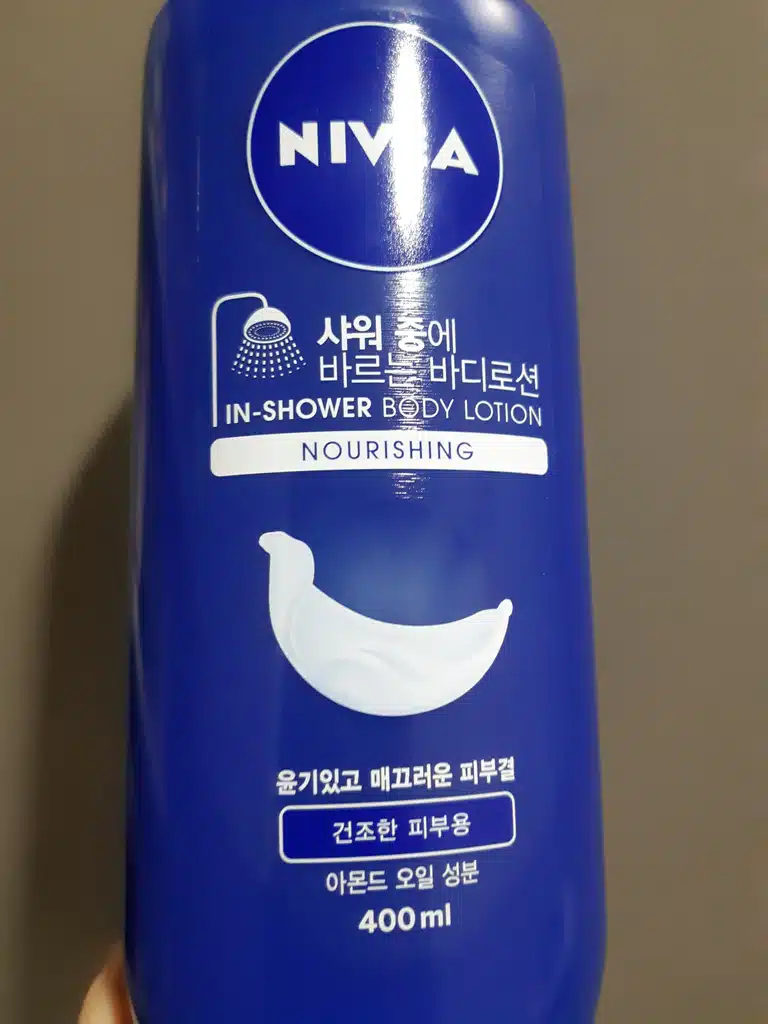 NIVEA
샤워 중에
바르는 바디로션
IN-SHOWER BODY LOTION
NOURISHING
윤기있고 매끄러운 피부결
건조한 피부용
아몬드 오일 성분
400ml